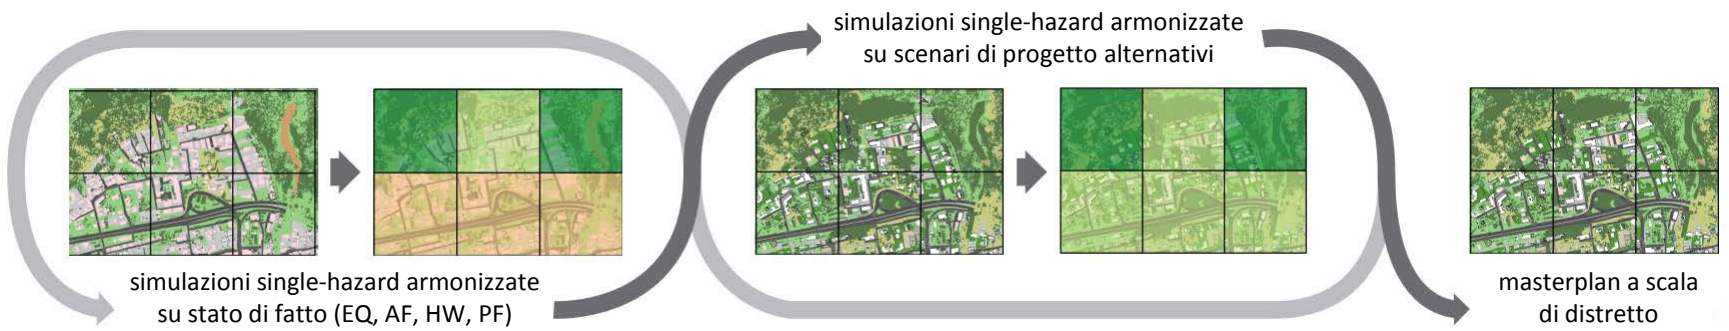 simulazioni single-hazard armonizzate
su stato di fatto (EQ, AF, HW, PF)
simulazioni single-hazard armonizzate
su scenari di progetto alternativi
masterplan a scala
di distretto